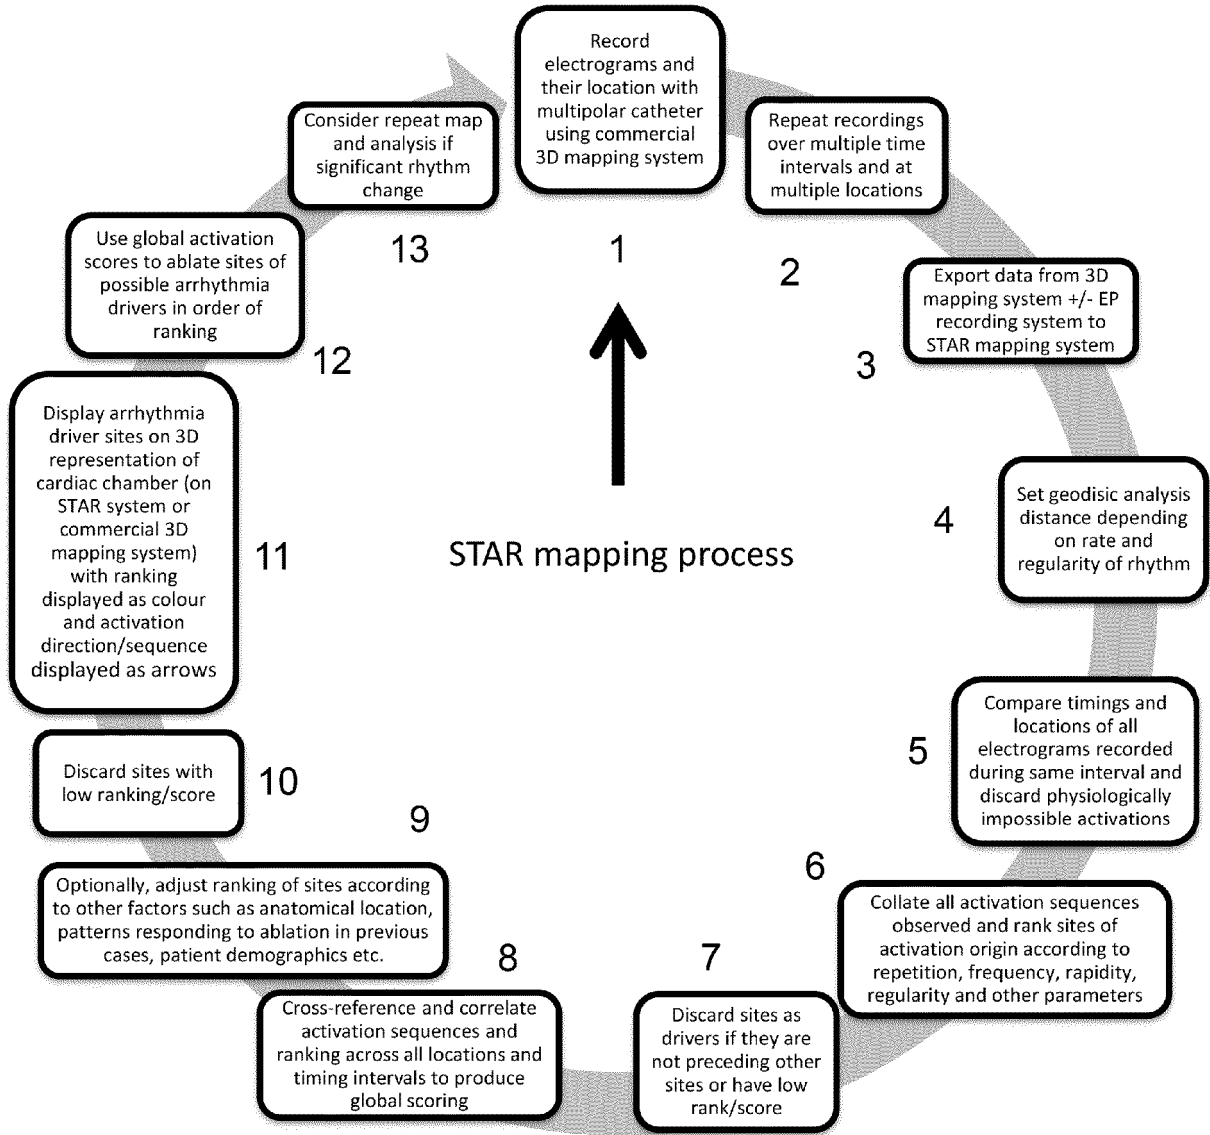 Record
electrograms and
their location with
multipolar catheter
using commercial
3D mapping system
1
Repeat recordings
over multiple time
intervals and at
multiple locations
2
Export data from 3D
mapping system +/- EP
recording system to
STAR mapping system
3
Set geodisic analysis
distance depending
on rate and
regularity of rhythm
4
Compare timings and
locations of all
electrograms recorded
during same interval and
discard physiologically
impossible activations
5
Collate all activation sequences
observed and rank sites of
activation origin according to
repetition, frequency, rapidity,
regularity and other parameters
6
Discard sites as
drivers if they are
not preceding other
sites or have low
rank/score
7
Cross-reference and correlate
activation sequences and
ranking across all locations and
timing intervals to produce
global scoring
8
Optionally, adjust ranking of sites according
to other factors such as anatomical location,
patterns responding to ablation in previous
cases, patient demographics etc.
9
Discard sites with
low ranking/score
10
Display arrhythmia
driver sites on 3D
representation of
cardiac chamber (on
STAR system or
commercial 3D
mapping system)
with ranking
displayed as colour
and activation
direction/sequence
displayed as arrows
11
Use global activation
scores to ablate sites of
possible arrhythmia
drivers in order of
ranking
12
Consider repeat map
and analysis if
significant rhythm
change
13
STAR mapping process